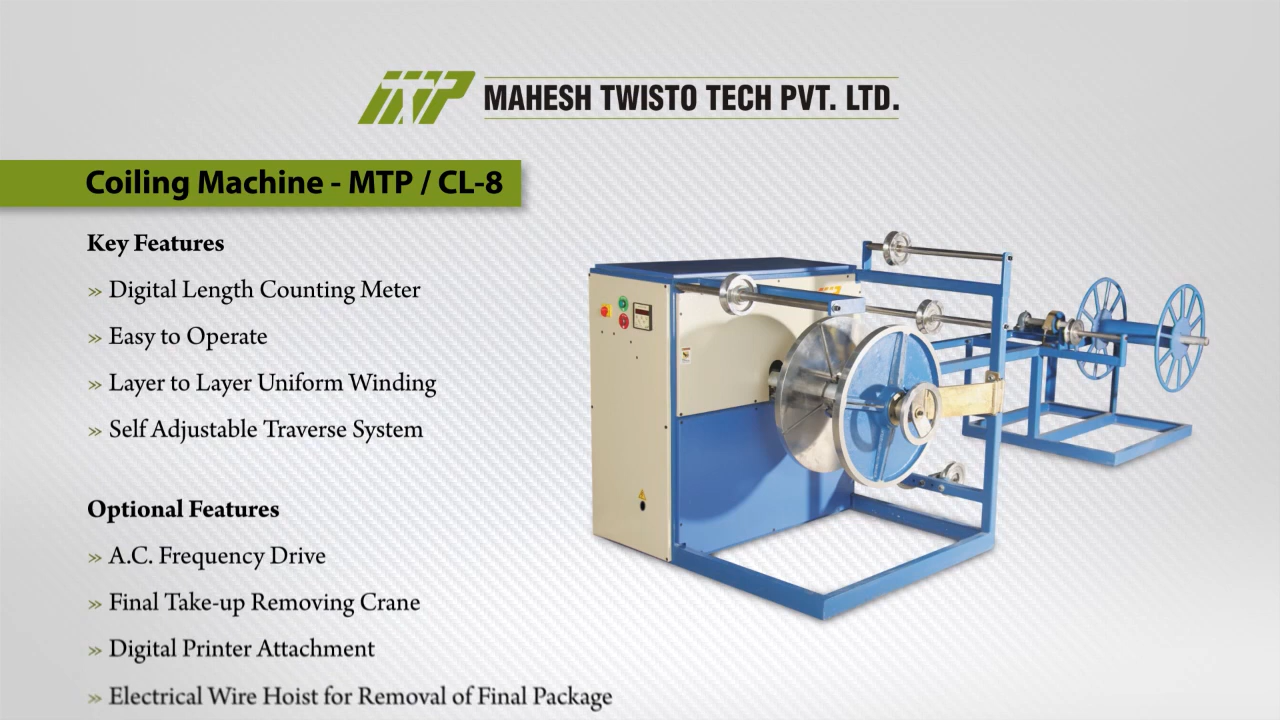 MTP MAHESH TWISTO TECH PVT. LTD.
Coiling Machine - MTP / CL-8
Key Features
» Digital Length Counting Meter
» Easy to Operate
» Layer to Layer Uniform Winding
» Self Adjustable Traverse System
Optional Features
» A.C. Frequency Drive
» Final Take-up Removing Crane
» Digital Printer Attachment
» Electrical Wire Hoist for Removal of Final Package